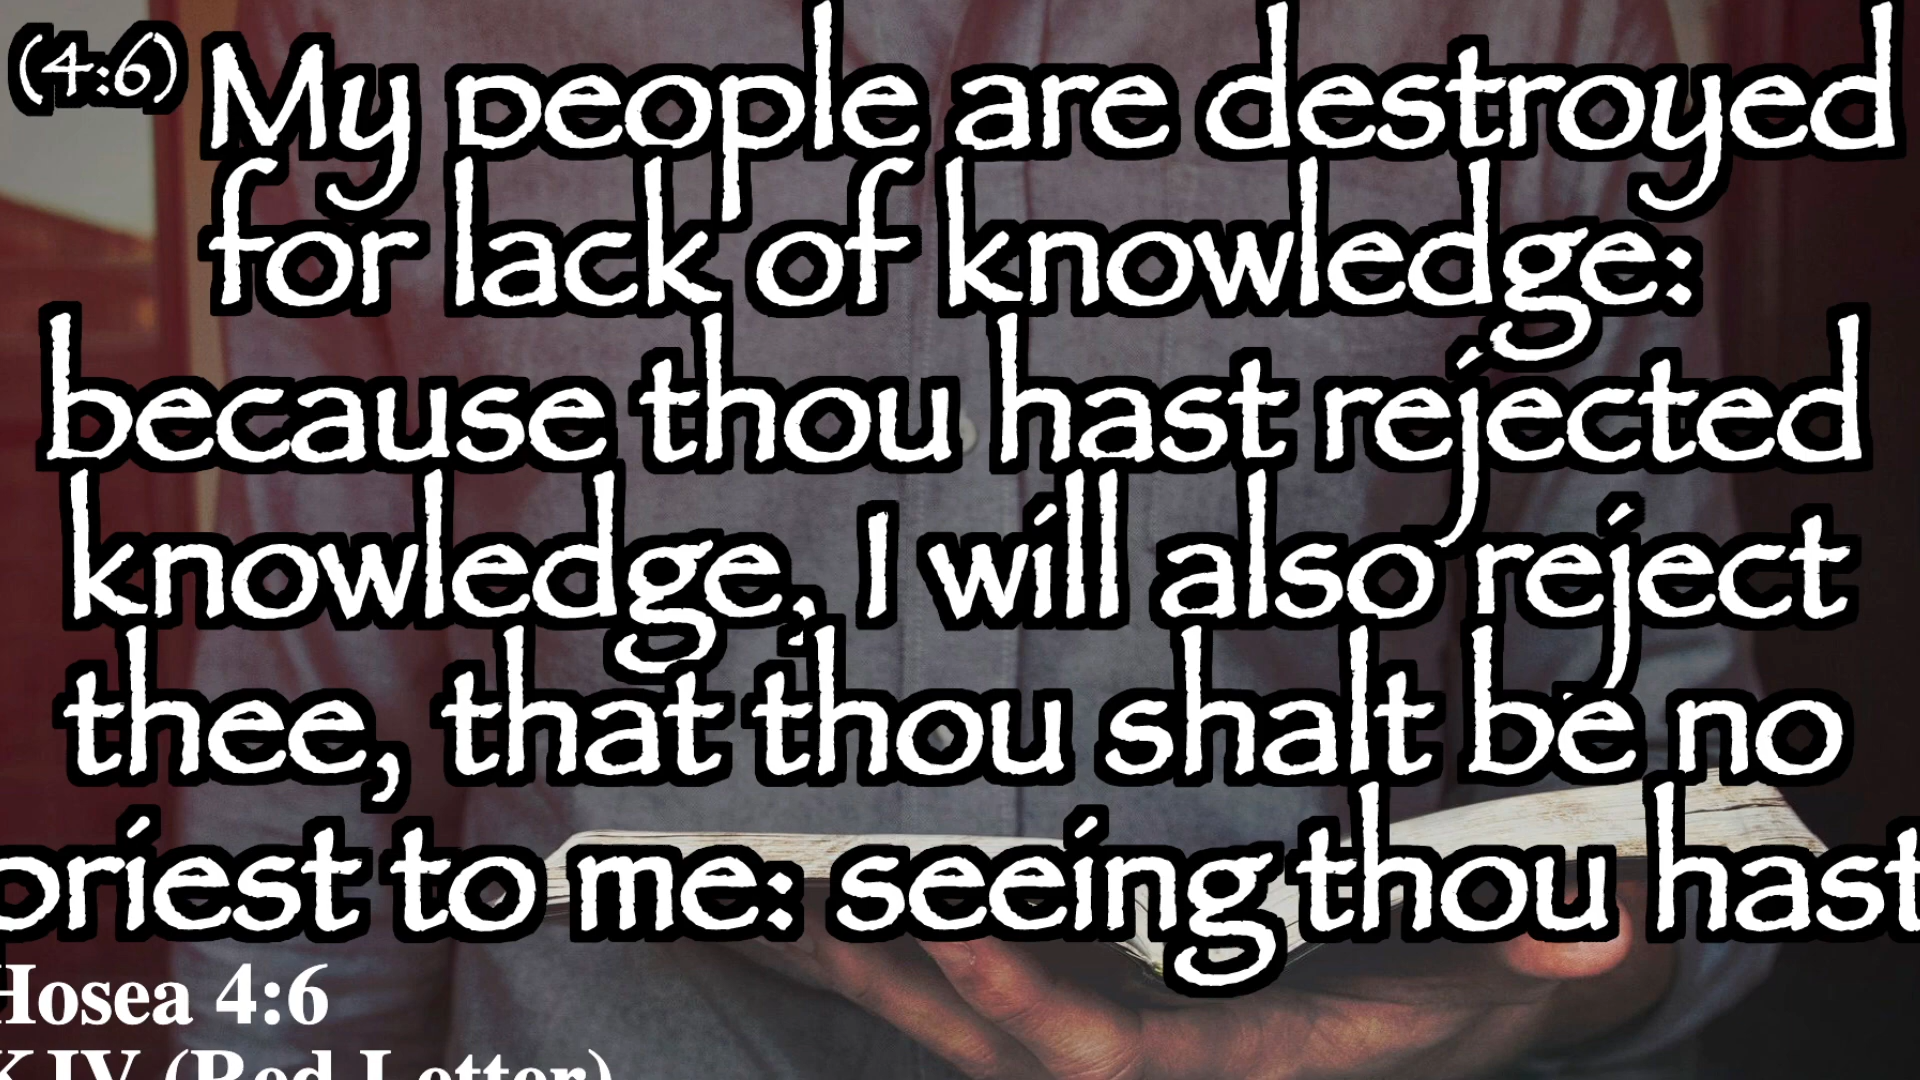 (4:6) My people are destroyed
for lack of knowledge:
because thou hast rejected
knowledge, I will also reject
thee, that thou shalt be no
priest to me: seeing thou hast
Hosea 4:6
KJV (Red Letter)